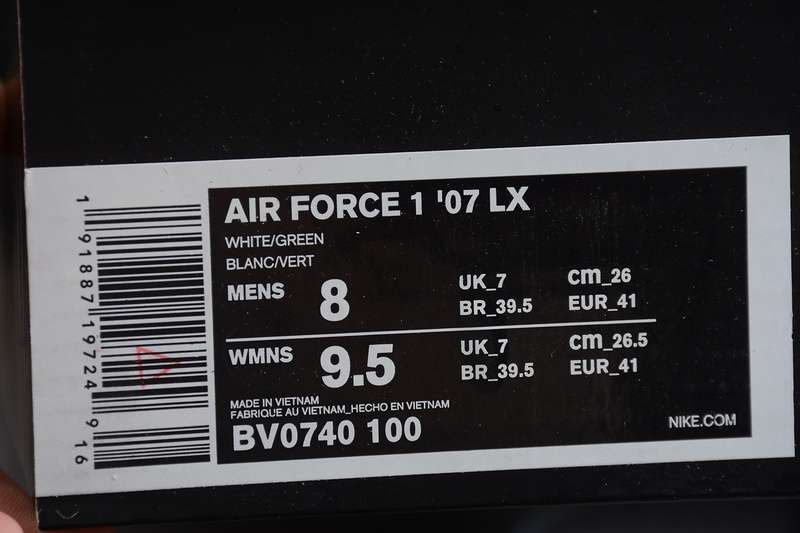 AIR FORCE 1 '07 LX
WHITE/GREEN
BLANC/VERT
MENS 8 UK_7 cm_26
BR_39.5 EUR_41
WMNS 9.5 UK_7 cm_26.5
BR_39.5 EUR_41
MADE IN VIETNAM
FABRIQUE AU VIETNAM_HECHO EN VIETNAM
BV0740 100
NIKE.COM
1 91887 19724 9 16